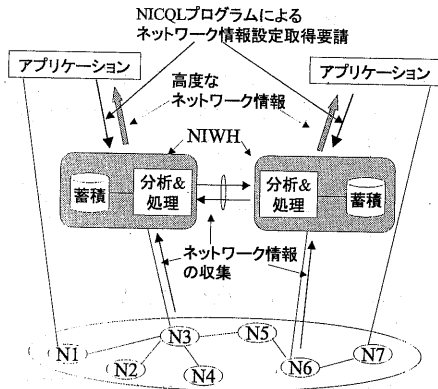 NICQLプログラムによる
ネットワーク情報設定取得要請
アプリケーション
アプリケーション
高度な
ネットワーク情報
NIWH
蓄積
分析&
処理
分析&
処理
蓄積
ネットワーク情報
の収集
N1
N2
N3
N4
N5
N6
N7